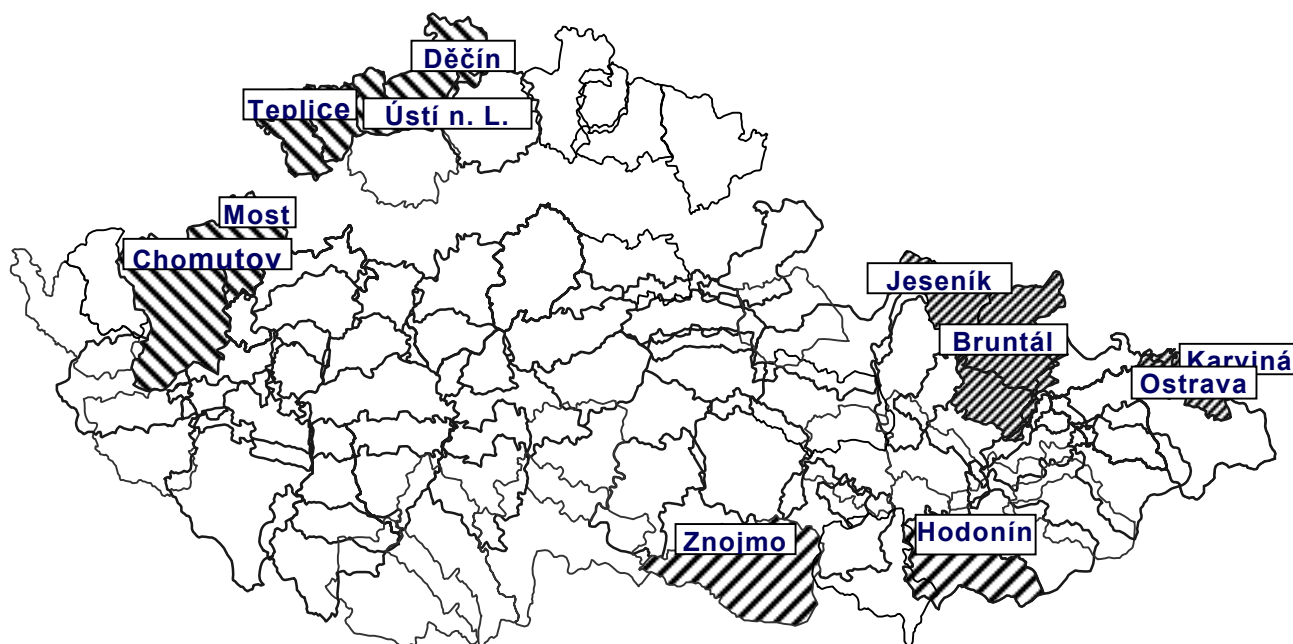 Děčín
Teplice
Ústí n. L.
Most
Chomutov
Jeseník
Bruntál
Karviná
Ostrava
Znojmo
Hodonín